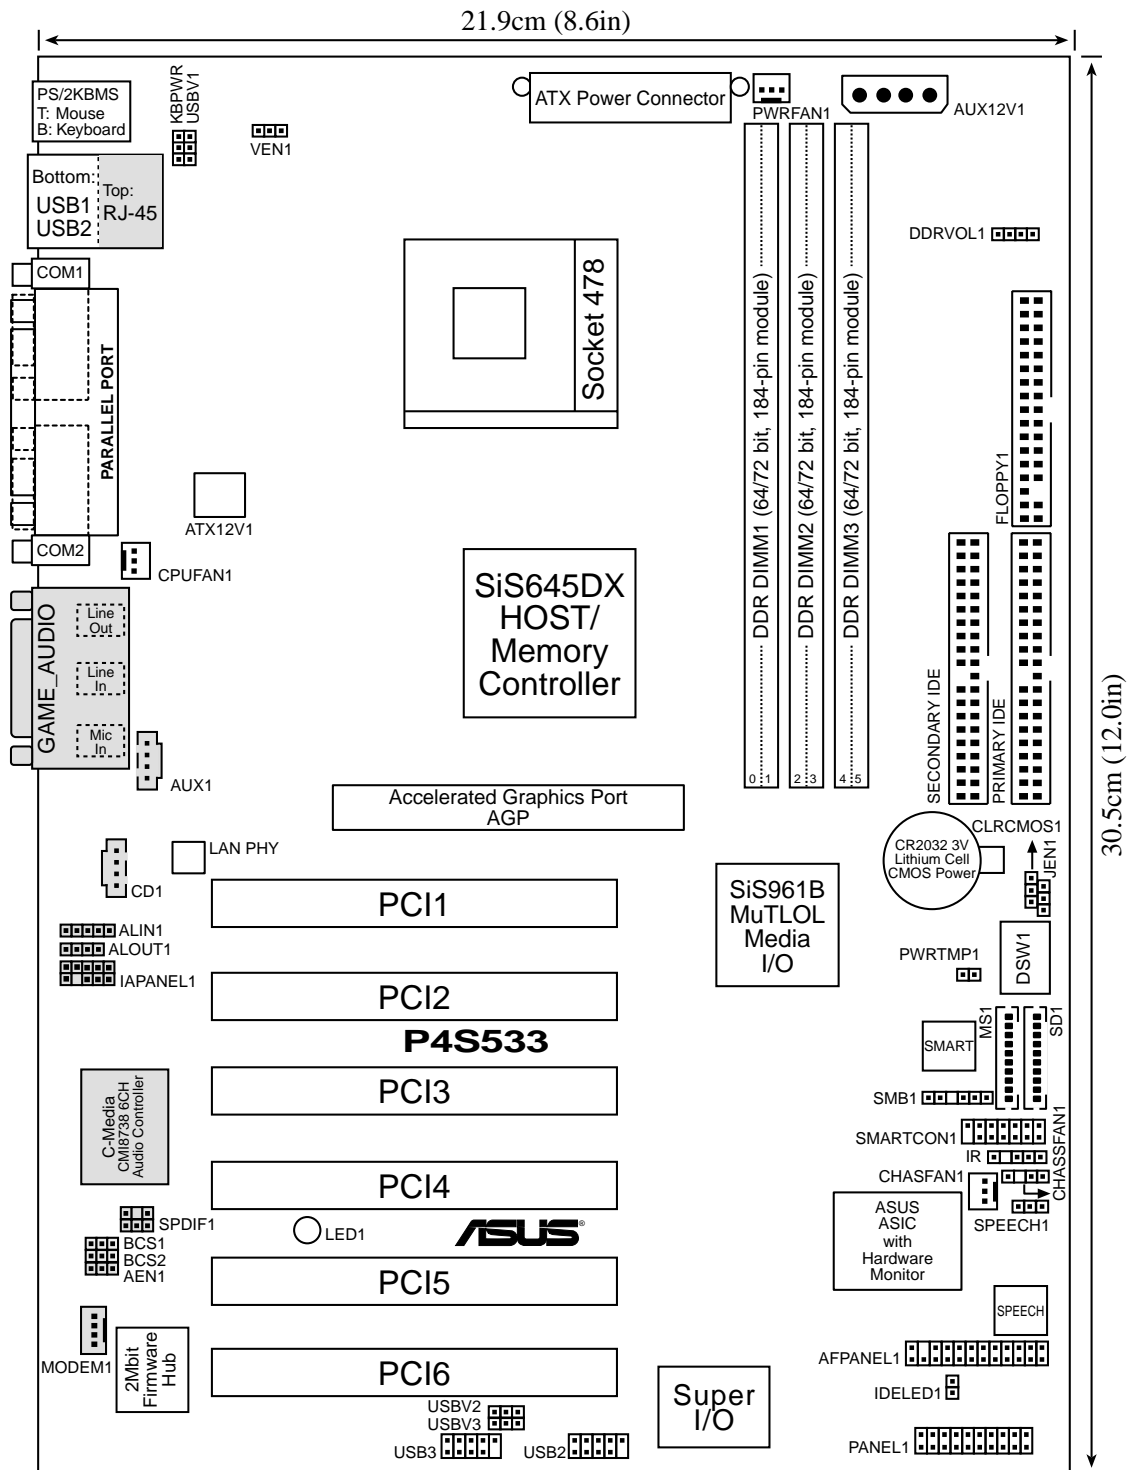 21.9cm (8.6in)
PS/2KBMS
T: Mouse
B: Keyboard
KBPWR
USBV1
VEN1
ATX Power Connector
PWRFAN1
AUX12V1
Bottom:
USB1
USB2
Top:
RJ-45
DDRVOL1
COM1
PARALLEL PORT
COM2
Socket 478
DDR DIMM1 (64/72 bit, 184-pin module)
DDR DIMM2 (64/72 bit, 184-pin module)
DDR DIMM3 (64/72 bit, 184-pin module)
0 1
2 3
4 5
FLOPPY1
ATX12V1
CPUFAN1
SiS645DX
HOST/
Memory
Controller
GAME_AUDIO
Line
Out
Line
In
Mic
In
AUX1
SECONDARY IDE
PRIMARY IDE
30.5cm (12.0in)
Accelerated Graphics Port
AGP
LAN PHY
CD1
CR2032 3V
Lithium Cell
CMOS Power
CLRCMOS1
JEN1
PCI1
SiS961B
MuTLOL
Media
I/O
ALIN1
ALOUT1
IAPANEL1
PWRTMP1
DSW1
PCI2
P4S533
SMART
MS1
SD1
PCI3
C-Media
CMI8738 6CH
Audio Controller
SMB1
SMARTCON1
IR
CHASFAN1
CHASSFAN1
PCI4
SPDIF1
LED1
ASUS®
ASUS
ASIC
with
Hardware
Monitor
SPEECH1
BCS1
BCS2
AEN1
PCI5
SPEECH
MODEM1
2Mbit
Firmware
Hub
PCI6
AFPANEL1
IDELED1
Super
I/O
USBV2
USBV3
USB3
USB2
PANEL1